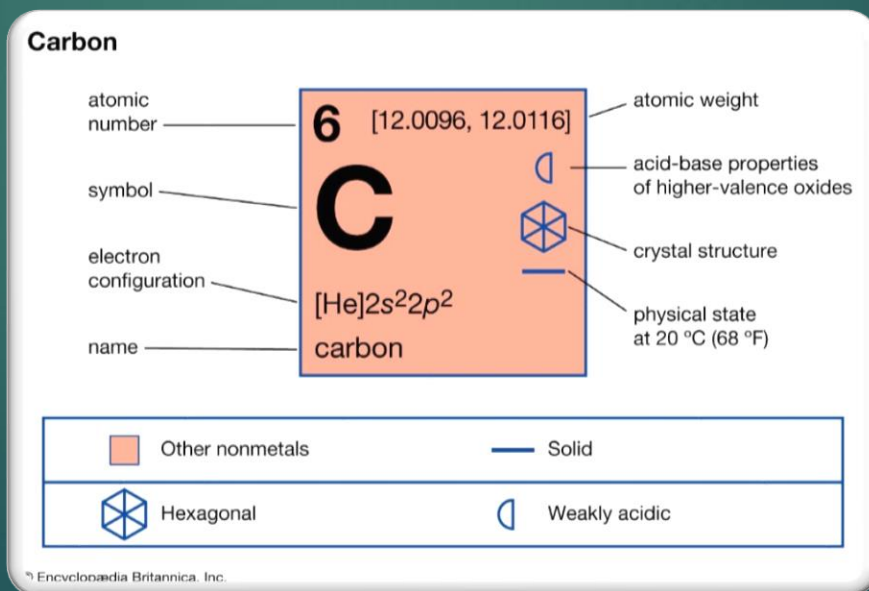 Carbon
atomic
number
symbol
electron
configuration
name
6 [12.0096, 12.0116]
C
[He]2s²2p²
carbon
atomic weight
acid-base properties
of higher-valence oxides
crystal structure
physical state
at 20 ºC (68 ºF)
Other nonmetals
Solid
Hexagonal
Weakly acidic
Encyclopædia Britannica, Inc.